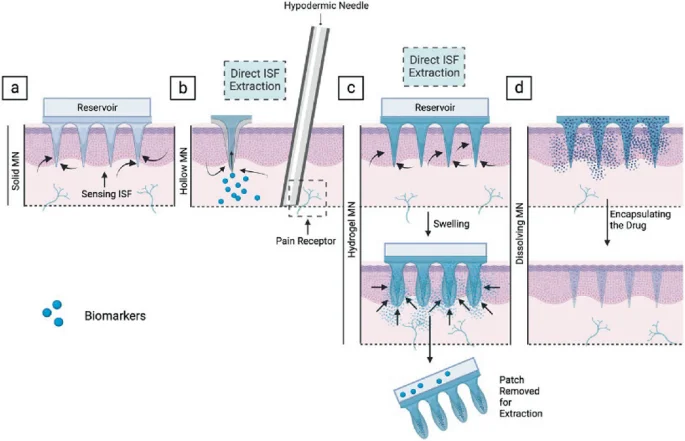 Hypodermic Needle
a
Reservoir
Solid MN
Sensing ISF
b
Direct ISF
Extraction
Hollow MN
Pain Receptor
Biomarkers
c
Direct ISF
Extraction
Reservoir
Hydrogel MN
Swelling
Patch
Removed
for
Extraction
d
Dissolving MN
Encapsulating
the Drug